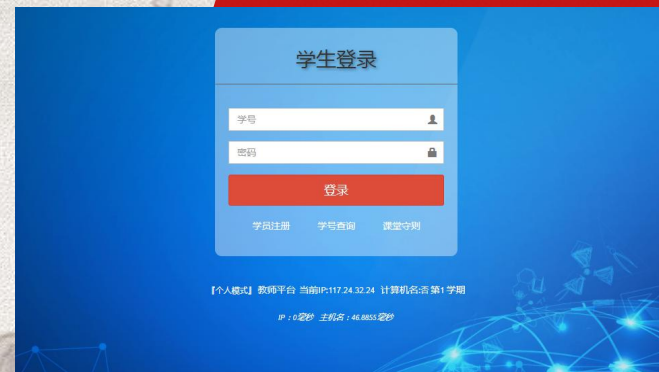 学生登录
学号
密码
登录
学员注册 学号查询 课堂守则
『个人模式』 教师平台 当前IP:117.24.32.24 计算机名:否 第1学期
IP：0毫秒 主机名：46.8855毫秒